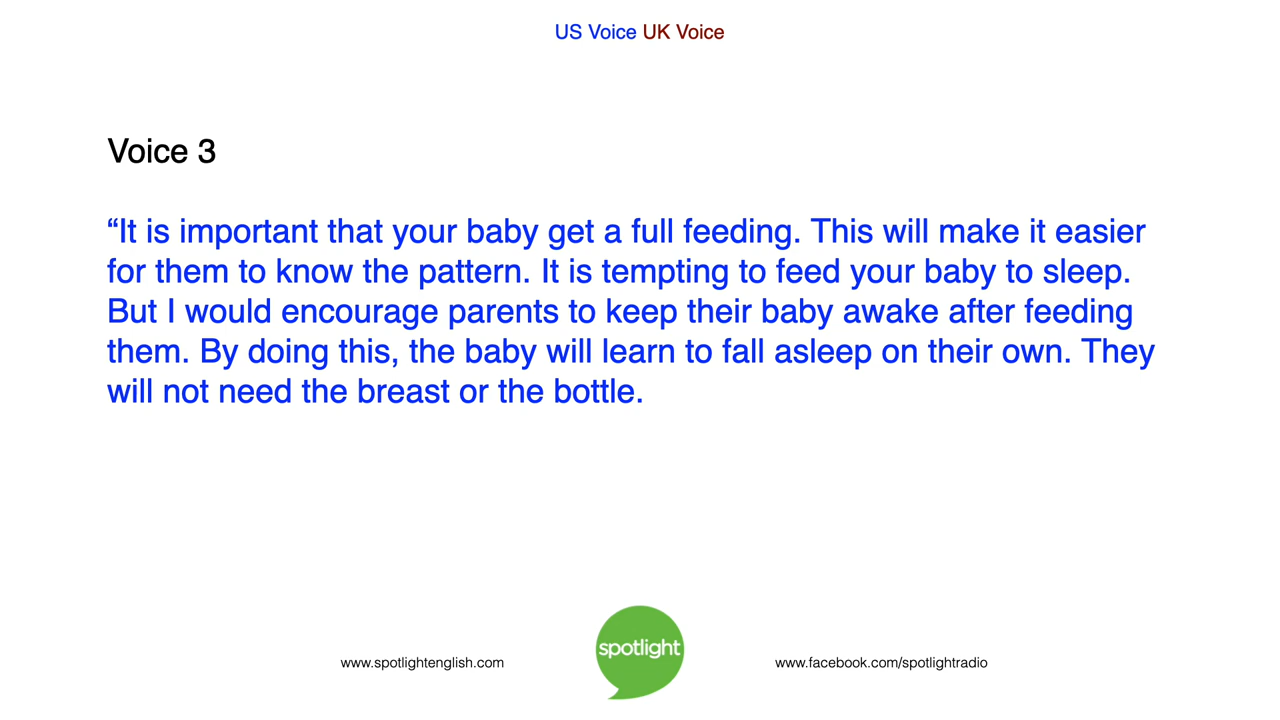 US Voice UK Voice
Voice 3
“It is important that your baby get a full feeding. This will make it easier
for them to know the pattern. It is tempting to feed your baby to sleep.
But I would encourage parents to keep their baby awake after feeding
them. By doing this, the baby will learn to fall asleep on their own. They
will not need the breast or the bottle.
www.spotlightenglish.com
spotlight
www.facebook.com/spotlightradio